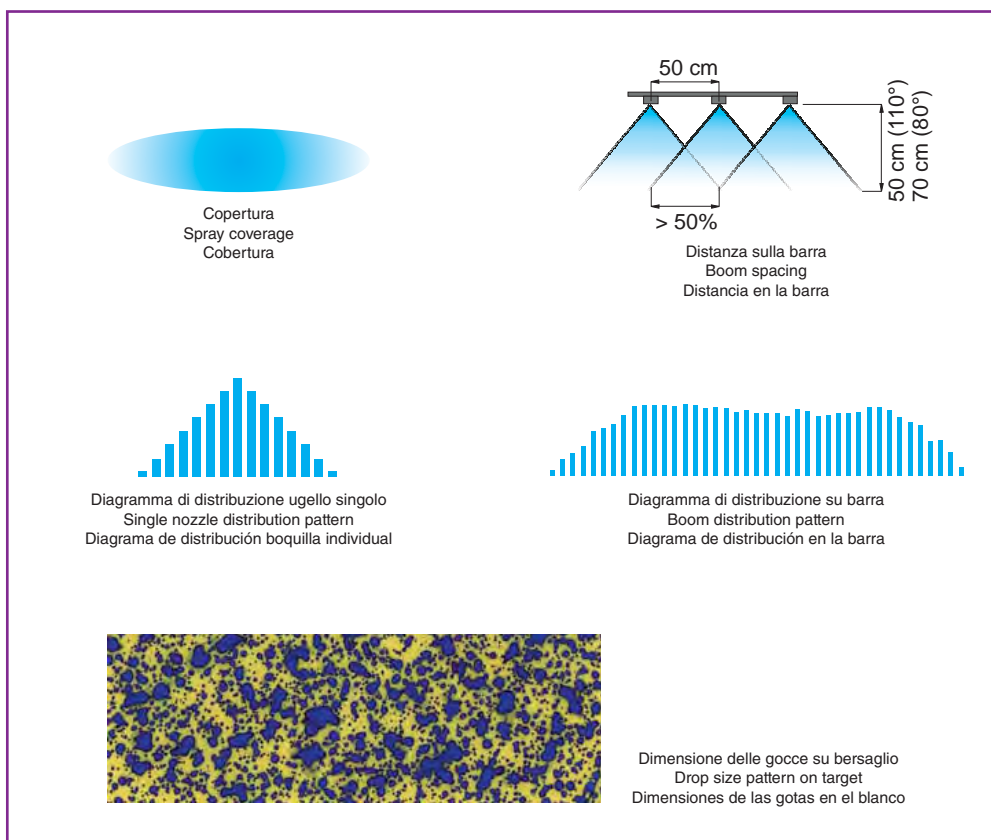 50 cm
50 cm (110°)
70 cm (80°)
> 50%
Copertura
Spray coverage
Cobertura
Distanza sulla barra
Boom spacing
Distancia en la barra
Diagramma di distribuzione ugello singolo
Single nozzle distribution pattern
Diagrama de distribución boquilla individual
Diagramma di distribuzione su barra
Boom distribution pattern
Diagrama de distribución en la barra
Dimensione delle gocce su bersaglio
Drop size pattern on target
Dimensiones de las gotas en el blanco